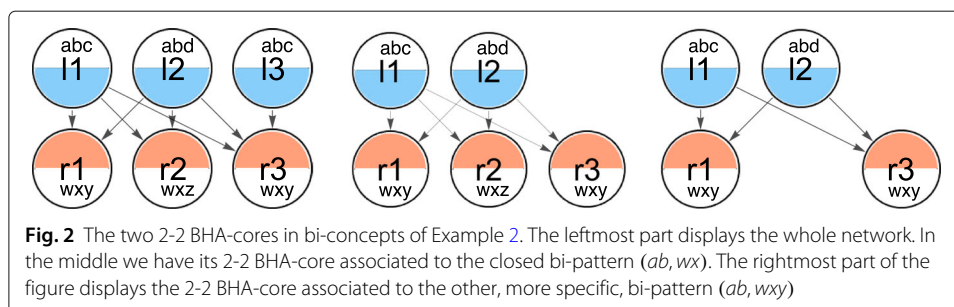 abc abd abc abc abd abc abd
l1 l2 l3 l1 l2 l1 l2
r1 r2 r3 r1 r2 r3 r1 r3
wxy wxz wxy wxy wxz wxy wxy wxy
Fig. 2 The two 2-2 BHA-cores in bi-concepts of Example 2. The leftmost part displays the whole network. In
the middle we have its 2-2 BHA-core associated to the closed bi-pattern (ab, wx). The rightmost part of the
figure displays the 2-2 BHA-core associated to the other, more specific, bi-pattern (ab, wxy)